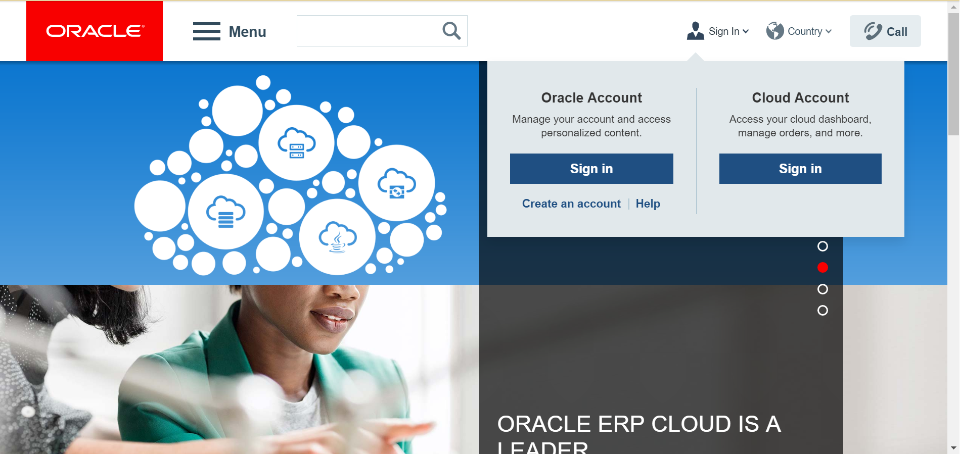 ORACLE
Menu
Sign In
Country
Call
Oracle Account
Manage your account and access
personalized content.
Sign in
Create an account | Help
Cloud Account
Access your cloud dashboard,
manage orders, and more.
Sign in
ORACLE ERP CLOUD IS A
LEADER